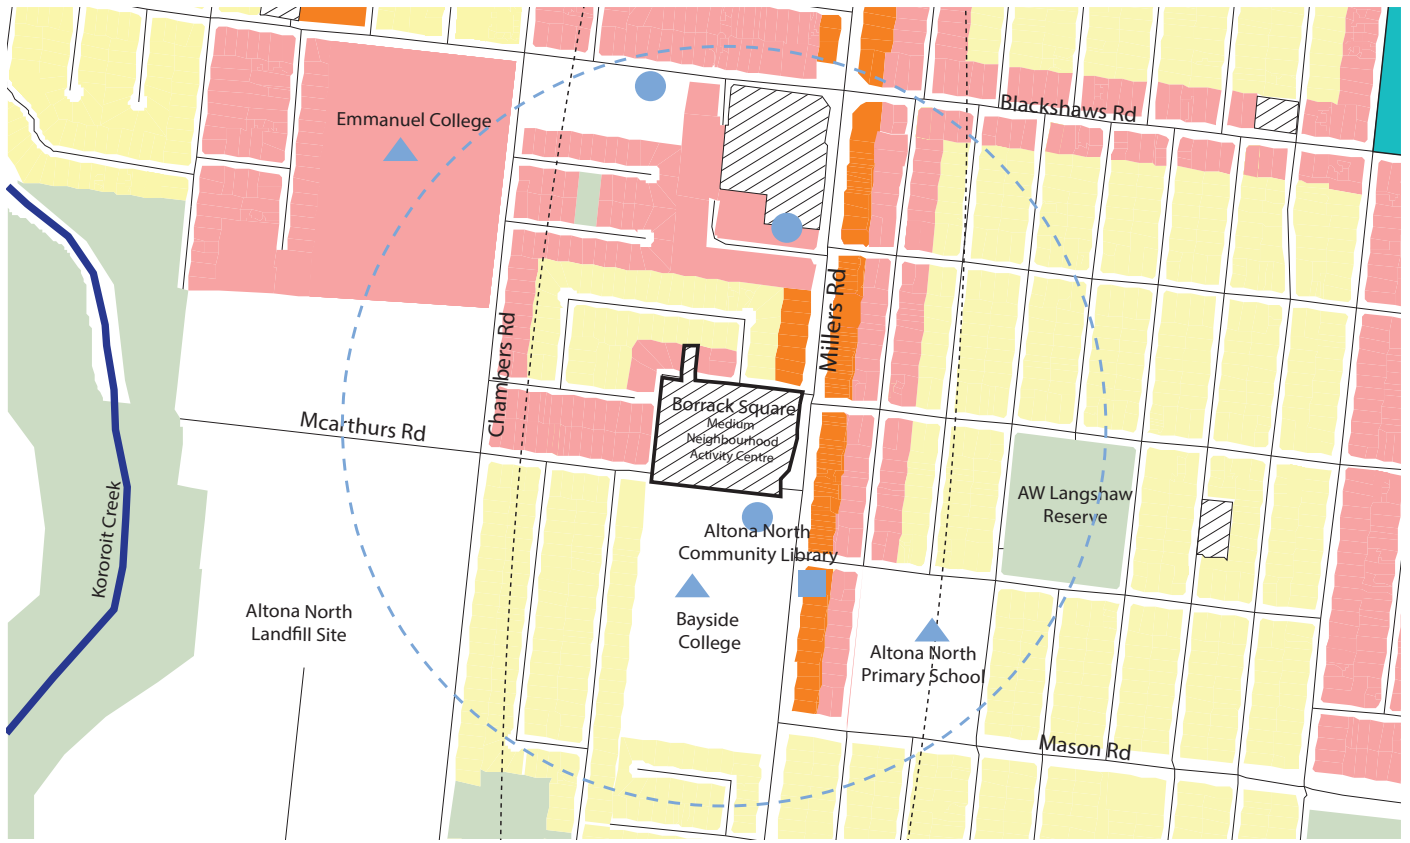 Blackshaws Rd
Emmanuel College
Millers Rd
Chambers Rd
Borrack Square
Medium
Neighbourhood
Activity Centre
Mcarthurs Rd
AW Langshaw
Reserve
Kororoit Creek
Altona North
Community Library
Altona North
Landfill Site
Bayside
College
Altona North
Primary School
Mason Rd